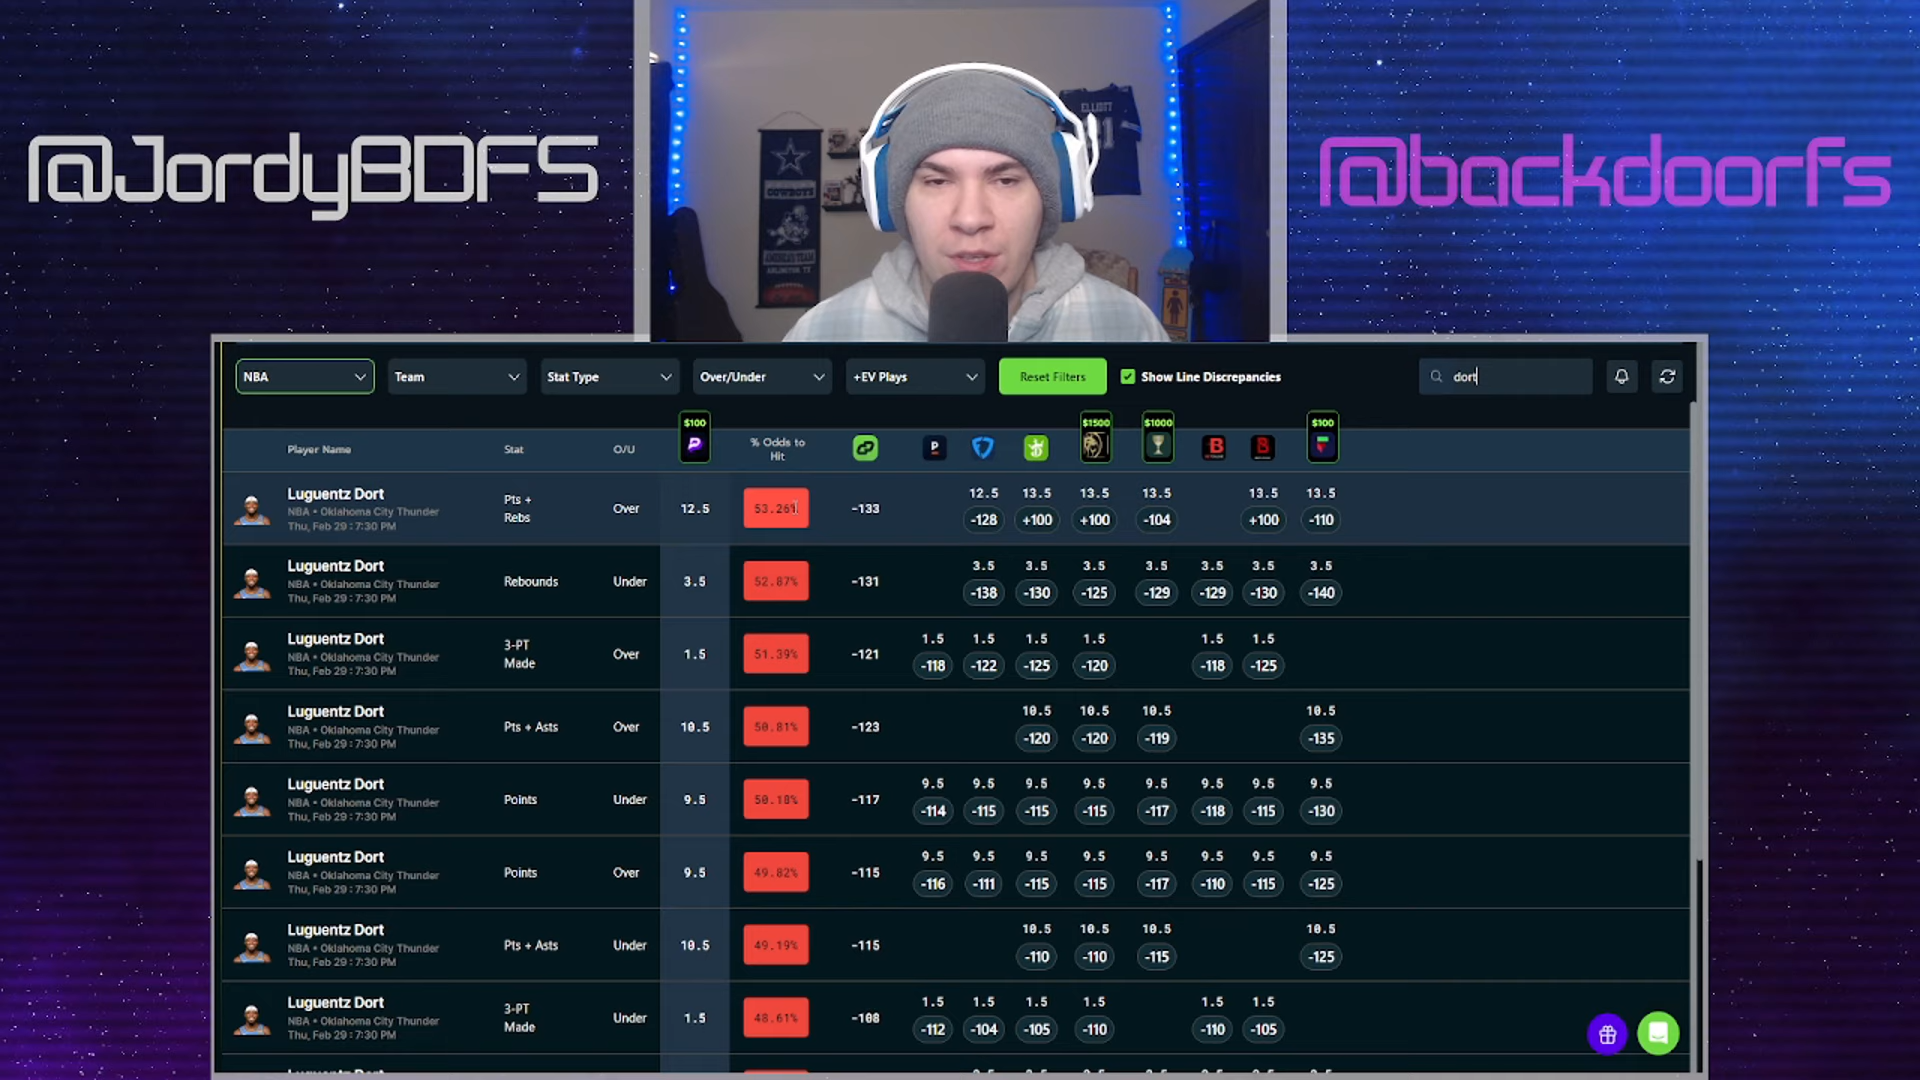 @JordyBDFS
@backdoorfs
ELLIOTT
COWBOYS
AMERICA'S TEAM
ARLINGTON TX
NBA
Team
Stat Type
Over/Under
+EV Plays
Reset Filters
Show Line Discrepancies
dort
$100
$1500
$1000
$100
Player Name
Stat
O/U
% Odds to
Hit
Luguentz Dort
NBA • Oklahoma City Thunder
Thu, Feb 29 : 7:30 PM
Pts +
Rebs
Over
12.5
53.26%
-133
12.5 13.5 13.5 13.5 13.5 13.5
-128 +100 +100 -104 +100 -110
Luguentz Dort
NBA • Oklahoma City Thunder
Thu, Feb 29 : 7:30 PM
Rebounds
Under
3.5
52.87%
-131
3.5 3.5 3.5 3.5 3.5 3.5 3.5
-138 -130 -125 -129 -129 -130 -140
Luguentz Dort
NBA • Oklahoma City Thunder
Thu, Feb 29 : 7:30 PM
3-PT
Made
Over
1.5
51.39%
-121
1.5 1.5 1.5 1.5 1.5 1.5
-118 -122 -125 -120 -118 -125
Luguentz Dort
NBA • Oklahoma City Thunder
Thu, Feb 29 : 7:30 PM
Pts + Asts
Over
10.5
50.81%
-123
10.5 10.5 10.5 10.5
-120 -120 -119 -135
Luguentz Dort
NBA • Oklahoma City Thunder
Thu, Feb 29 : 7:30 PM
Points
Under
9.5
50.18%
-117
9.5 9.5 9.5 9.5 9.5 9.5 9.5 9.5
-114 -115 -115 -115 -117 -118 -115 -130
Luguentz Dort
NBA • Oklahoma City Thunder
Thu, Feb 29 : 7:30 PM
Points
Over
9.5
49.82%
-115
9.5 9.5 9.5 9.5 9.5 9.5 9.5 9.5
-116 -111 -115 -115 -117 -110 -115 -125
Luguentz Dort
NBA • Oklahoma City Thunder
Thu, Feb 29 : 7:30 PM
Pts + Asts
Under
10.5
49.19%
-115
10.5 10.5 10.5 10.5
-110 -110 -115 -125
Luguentz Dort
NBA • Oklahoma City Thunder
Thu, Feb 29 : 7:30 PM
3-PT
Made
Under
1.5
48.61%
-108
1.5 1.5 1.5 1.5 1.5 1.5
-112 -104 -105 -110 -110 -105